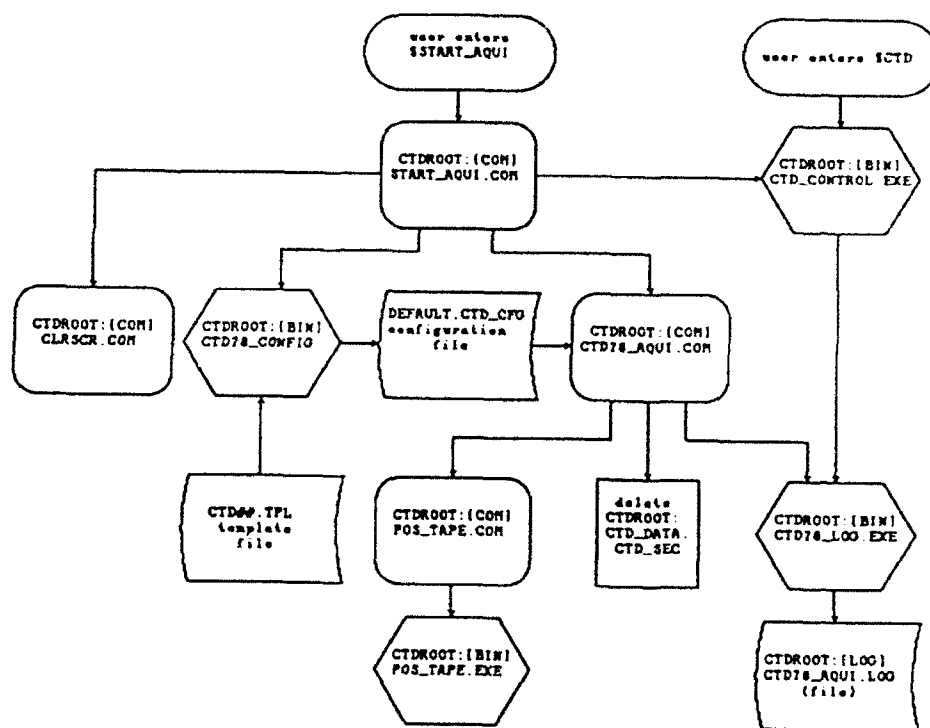 user enters
$START_AQUI
user enters $CTD
CTDROOT:[COM]
START_AQUI.COM
CTDROOT:[BIN]
CTD_CONTROL EXE
CTDROOT:[COM]
CLRSCR.COM
CTDROOT:[BIN]
CTD78_CONFIG
DEFAULT.CTD_CFG
configuration
file
CTDROOT:[COM]
CTD78_AQUI.COM
CTD##.TPL
template
file
CTDROOT:[COM]
POS_TAPE.COM
delete
CTDROOT:
CTD_DATA.
CTD_SEC
CTDROOT:[BIN]
CTD78_LOG.EXE
CTDROOT:[BIN]
POS_TAPE.EXE
CTDROOT:[LOG]
CTD78_AQUI.LOG
(file)